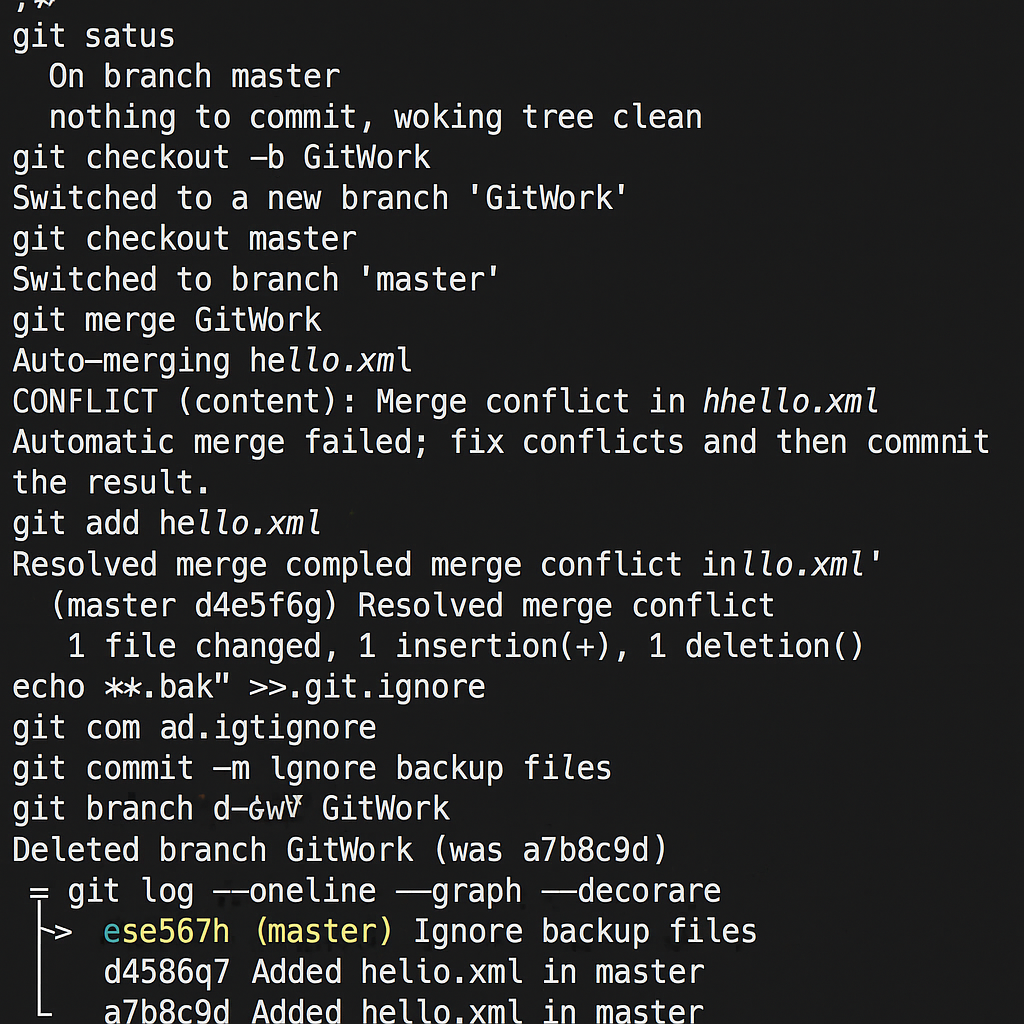 git satus
On branch master
nothing to commit, woking tree clean
git checkout –b GitWork
Switched to a new branch 'GitWork'
git checkout master
Switched to branch 'master'
git merge GitWork
Auto–merging hello.xml
CONFLICT (content): Merge conflict in hhello.xml
Automatic merge failed; fix conflicts and then commnit
the result.
git add hello.xml
Resolved merge compled merge conflict inllo.xml'
(master d4e5f6g) Resolved merge conflict
1 file changed, 1 insertion(+), 1 deletion()
echo **.bak" >>.git.ignore
git com ad.igtignore
git commit –m lgnore backup files
git branch GitWork
Deleted branch GitWork (was a7b8c9d)
= git log ––oneline ––graph ––decorare
> ese567h (master) Ignore backup files
d4586q7 Added helio.xml in master
a7b8c9d Added hello.xml in master